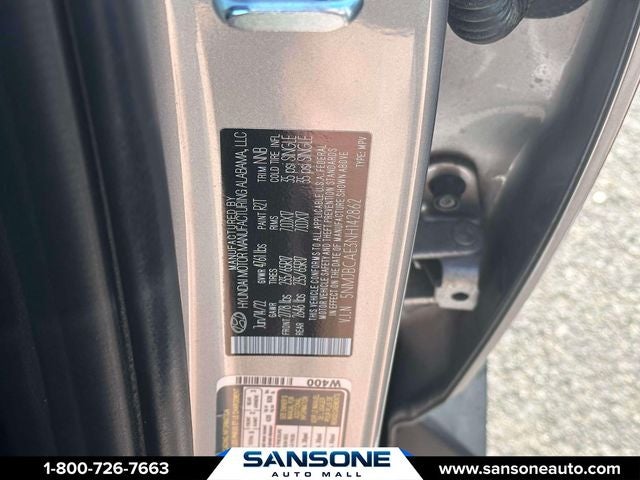 MANUFACTURED BY
HYUNDAI MOTOR MANUFACTURING ALABAMA, LLC
Jun/14/22 GVWR 4761 lbs PAINT R2T TRIM NNB
GAWR TIRES RIMS COLD TIRE INFL
FRONT 2778 lbs 235/65R17 7.0JX17 35 psi SINGLE
REAR 2646 lbs 235/65R17 7.0JX17 35 psi SINGLE
THIS VEHICLE CONFORMS TO ALL APPLICABLE U.S.A. FEDERAL
MOTOR VEHICLE SAFETY AND THEFT PREVENTION STANDARDS
IN EFFECT ON THE DATE OF MANUFACTURE SHOWN ABOVE
V.I.N. 5NMJBCAE3NH142862 TYPE: MPV
W400
1-800-726-7663
SANSONE
AUTO MALL
www.sansoneauto.com